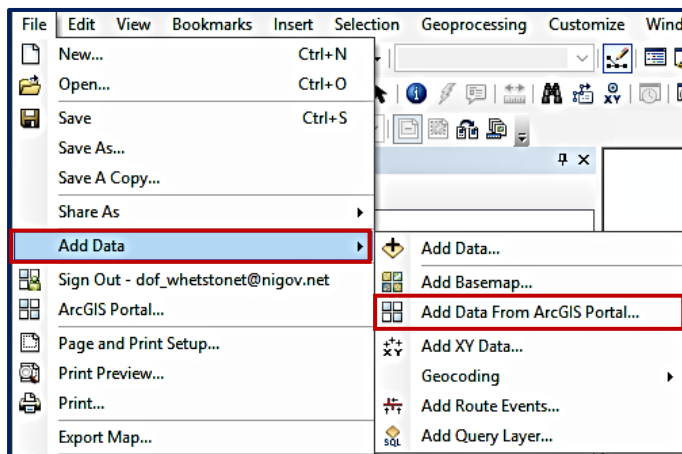 File Edit View Bookmarks Insert Selection Geoprocessing Customize Wind
New... Ctrl+N
Open... Ctrl+O
Save Ctrl+S
Save As...
Save A Copy...
Share As
Add Data
Sign Out - dof_whetstonet@nigov.net
ArcGIS Portal...
Page and Print Setup...
Print Preview...
Print...
Export Map...
Add Data...
Add Basemap...
Add Data From ArcGIS Portal...
Add XY Data...
Geocoding
Add Route Events...
Add Query Layer...
XY
X Y
SQL